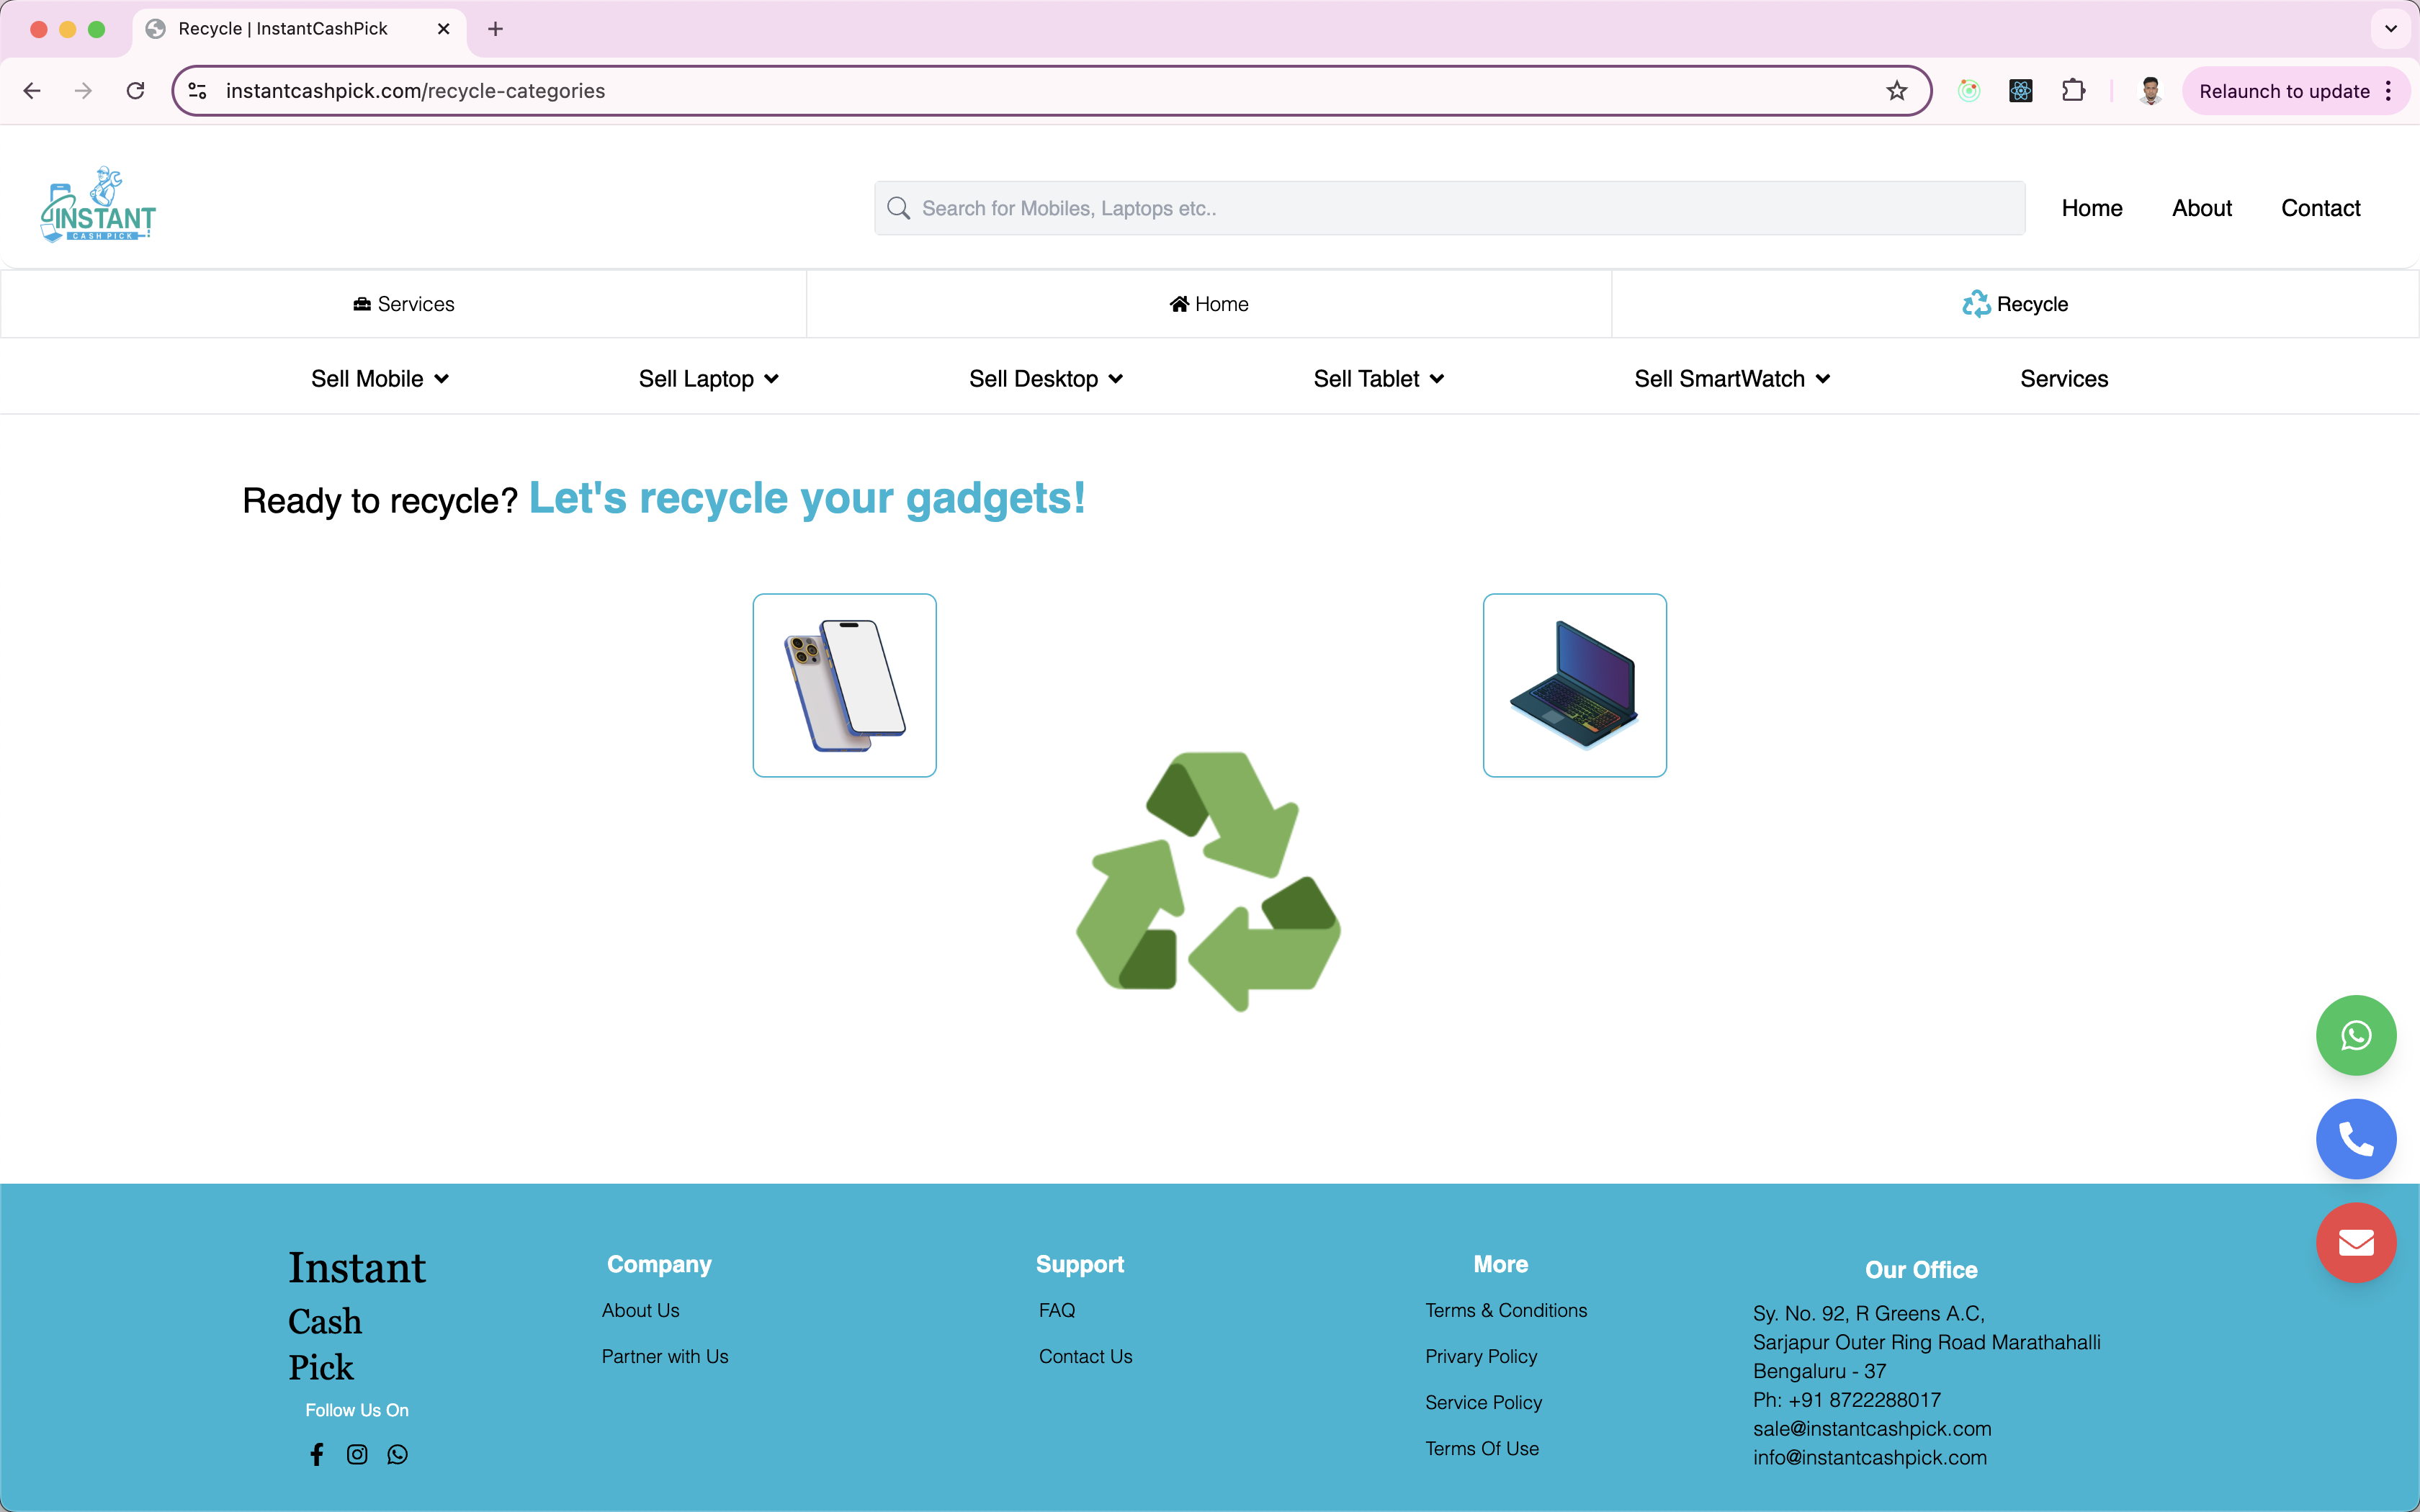 Recycle | InstantCashPick
instantcashpick.com/recycle-categories
Relaunch to update
INSTANT
CASH PICK
Search for Mobiles, Laptops etc..
Home
About
Contact
Services
Home
Recycle
Sell Mobile
Sell Laptop
Sell Desktop
Sell Tablet
Sell SmartWatch
Services
Ready to recycle? Let's recycle your gadgets!
Instant
Cash
Pick
Follow Us On
Company
About Us
Partner with Us
Support
FAQ
Contact Us
More
Terms & Conditions
Privary Policy
Service Policy
Terms Of Use
Our Office
Sy. No. 92, R Greens A.C,
Sarjapur Outer Ring Road Marathahalli
Bengaluru - 37
Ph: +91 8722288017
sale@instantcashpick.com
info@instantcashpick.com